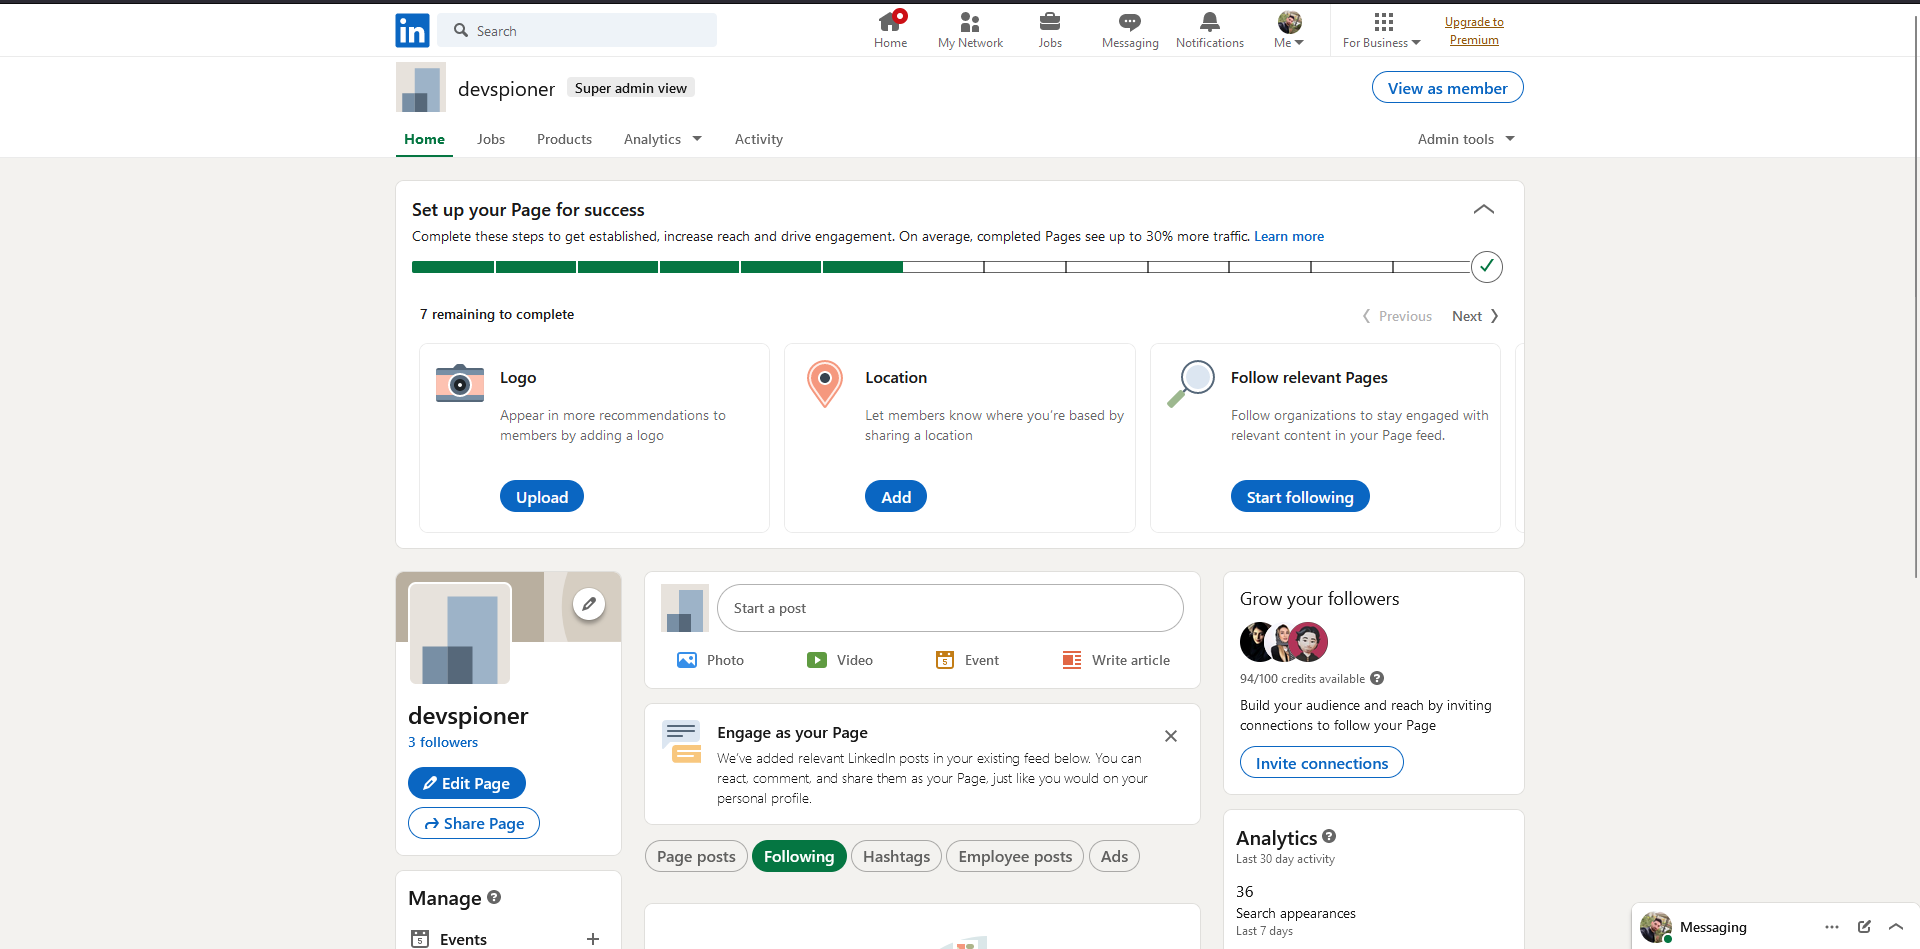 in
Search
Home
My Network
Jobs
Messaging
Notifications
Me
For Business
Upgrade to
Premium
devspioner
Super admin view
View as member
Home
Jobs
Products
Analytics
Activity
Admin tools
Set up your Page for success
Complete these steps to get established, increase reach and drive engagement. On average, completed Pages see up to 30% more traffic. Learn more
7 remaining to complete
Previous
Next
Logo
Appear in more recommendations to
members by adding a logo
Upload
Location
Let members know where you're based by
sharing a location
Add
Follow relevant Pages
Follow organizations to stay engaged with
relevant content in your Page feed.
Start following
devspioner
3 followers
Edit Page
Share Page
Manage ?
5
Events
Start a post
Photo
Video
5
Event
Write article
Engage as your Page
We've added relevant LinkedIn posts in your existing feed below. You can
react, comment, and share them as your Page, just like you would on your
personal profile.
Page posts
Following
Hashtags
Employee posts
Ads
Grow your followers
94/100 credits available ?
Build your audience and reach by inviting
connections to follow your Page
Invite connections
Analytics ?
Last 30 day activity
36
Search appearances
Last 7 days
Messaging